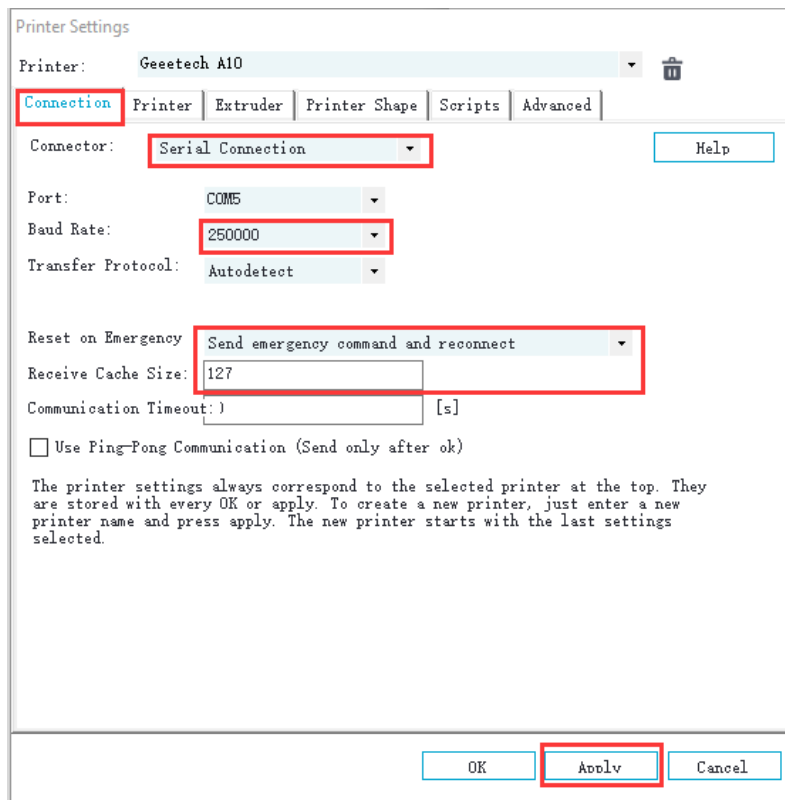 Printer Settings
Printer: Geeetech A10
Connection Printer Extruder Printer Shape Scripts Advanced
Connector: Serial Connection Help
Port: COM5
Baud Rate: 250000
Transfer Protocol: Autodetect
Reset on Emergency Send emergency command and reconnect
Receive Cache Size: 127
Communication Timeout: ) [s]
Use Ping-Pong Communication (Send only after ok)
The printer settings always correspond to the selected printer at the top. They
are stored with every OK or apply. To create a new printer, just enter a new
printer name and press apply. The new printer starts with the last settings
selected.
OK Apply Cancel